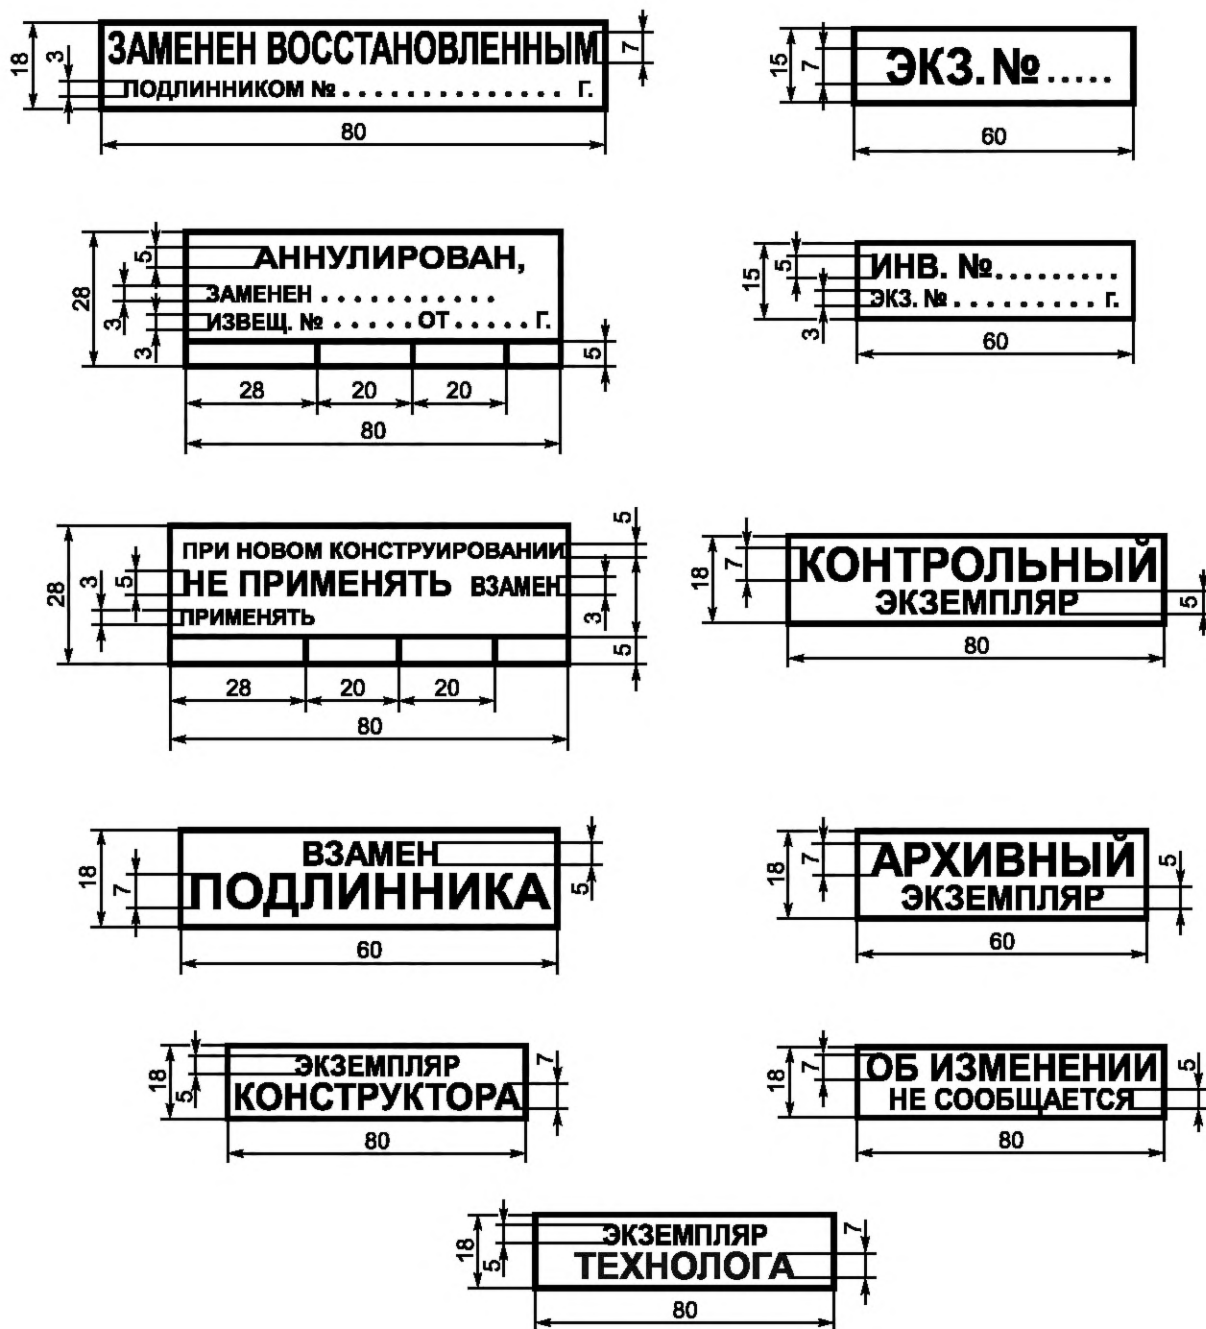 ЗАМЕНЕН ВОССТАНОВЛЕННЫМ
ПОДЛИННИКОМ № . . . . . . . . . . . . . . . Г.
18
3
7
80
ЭКЗ. № . . . . .
15
7
60
АННУЛИРОВАН,
ЗАМЕНЕН . . . . . . . . . . .
ИЗВЕЩ. № . . . . . ОТ . . . . . Г.
28
5
3
3
5
28 20 20
80
ИНВ. № . . . . . . . . .
ЭКЗ. № . . . . . . . . . . Г.
15
5
3
60
ПРИ НОВОМ КОНСТРУИРОВАНИИ
НЕ ПРИМЕНЯТЬ ВЗАМЕН
ПРИМЕНЯТЬ
28
3
5
5
3
5
28 20 20
80
КОНТРОЛЬНЫЙ
ЭКЗЕМПЛЯР
18
7
5
80
ВЗАМЕН
ПОДЛИННИКА
18
7
5
60
АРХИВНЫЙ
ЭКЗЕМПЛЯР
18
7
5
60
ЭКЗЕМПЛЯР
КОНСТРУКТОРА
18
5
7
80
ОБ ИЗМЕНЕНИИ
НЕ СООБЩАЕТСЯ
18
7
5
80
ЭКЗЕМПЛЯР
ТЕХНОЛОГА
18
5
7
80